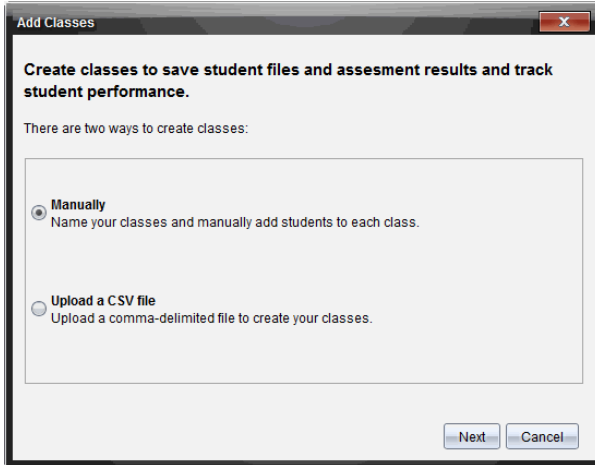 Add Classes
Create classes to save student files and assesment results and track
student performance.
There are two ways to create classes:
Manually
Name your classes and manually add students to each class.
Upload a CSV file
Upload a comma-delimited file to create your classes.
Next Cancel